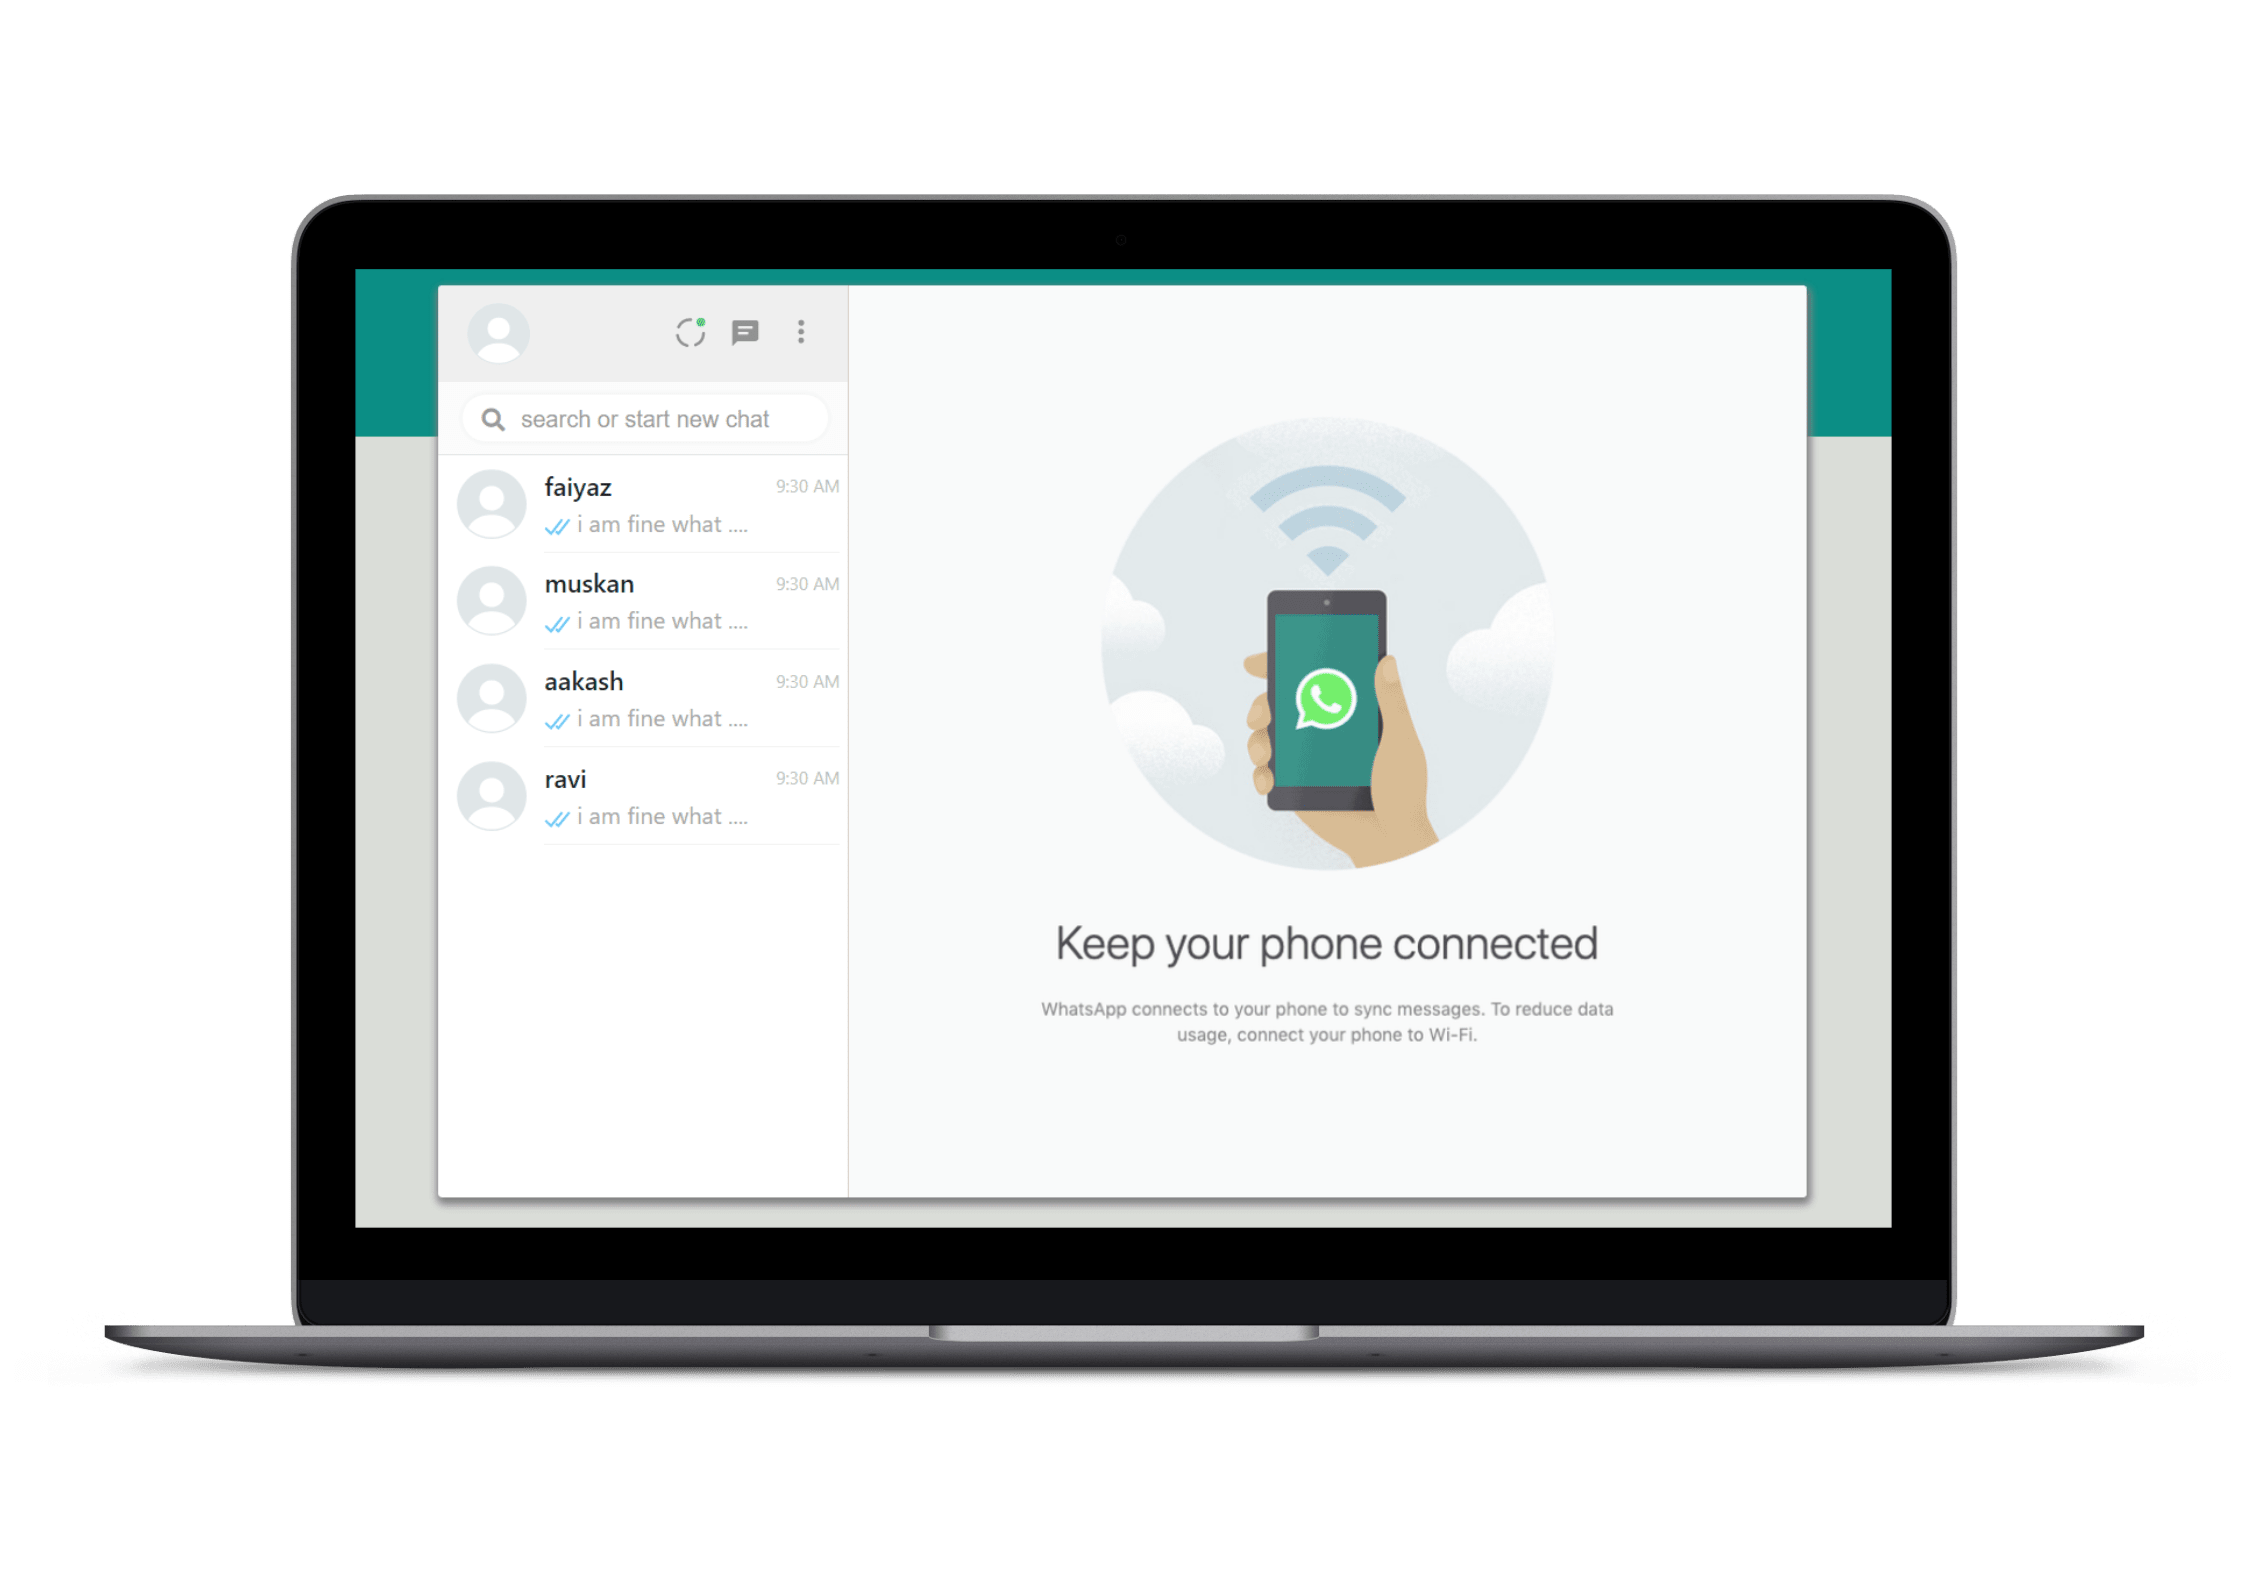 search or start new chat
faiyaz
9:30 AM
i am fine what ....
muskan
9:30 AM
i am fine what ....
aakash
9:30 AM
i am fine what ....
ravi
9:30 AM
i am fine what ....
Keep your phone connected
WhatsApp connects to your phone to sync messages. To reduce data
usage, connect your phone to Wi-Fi.